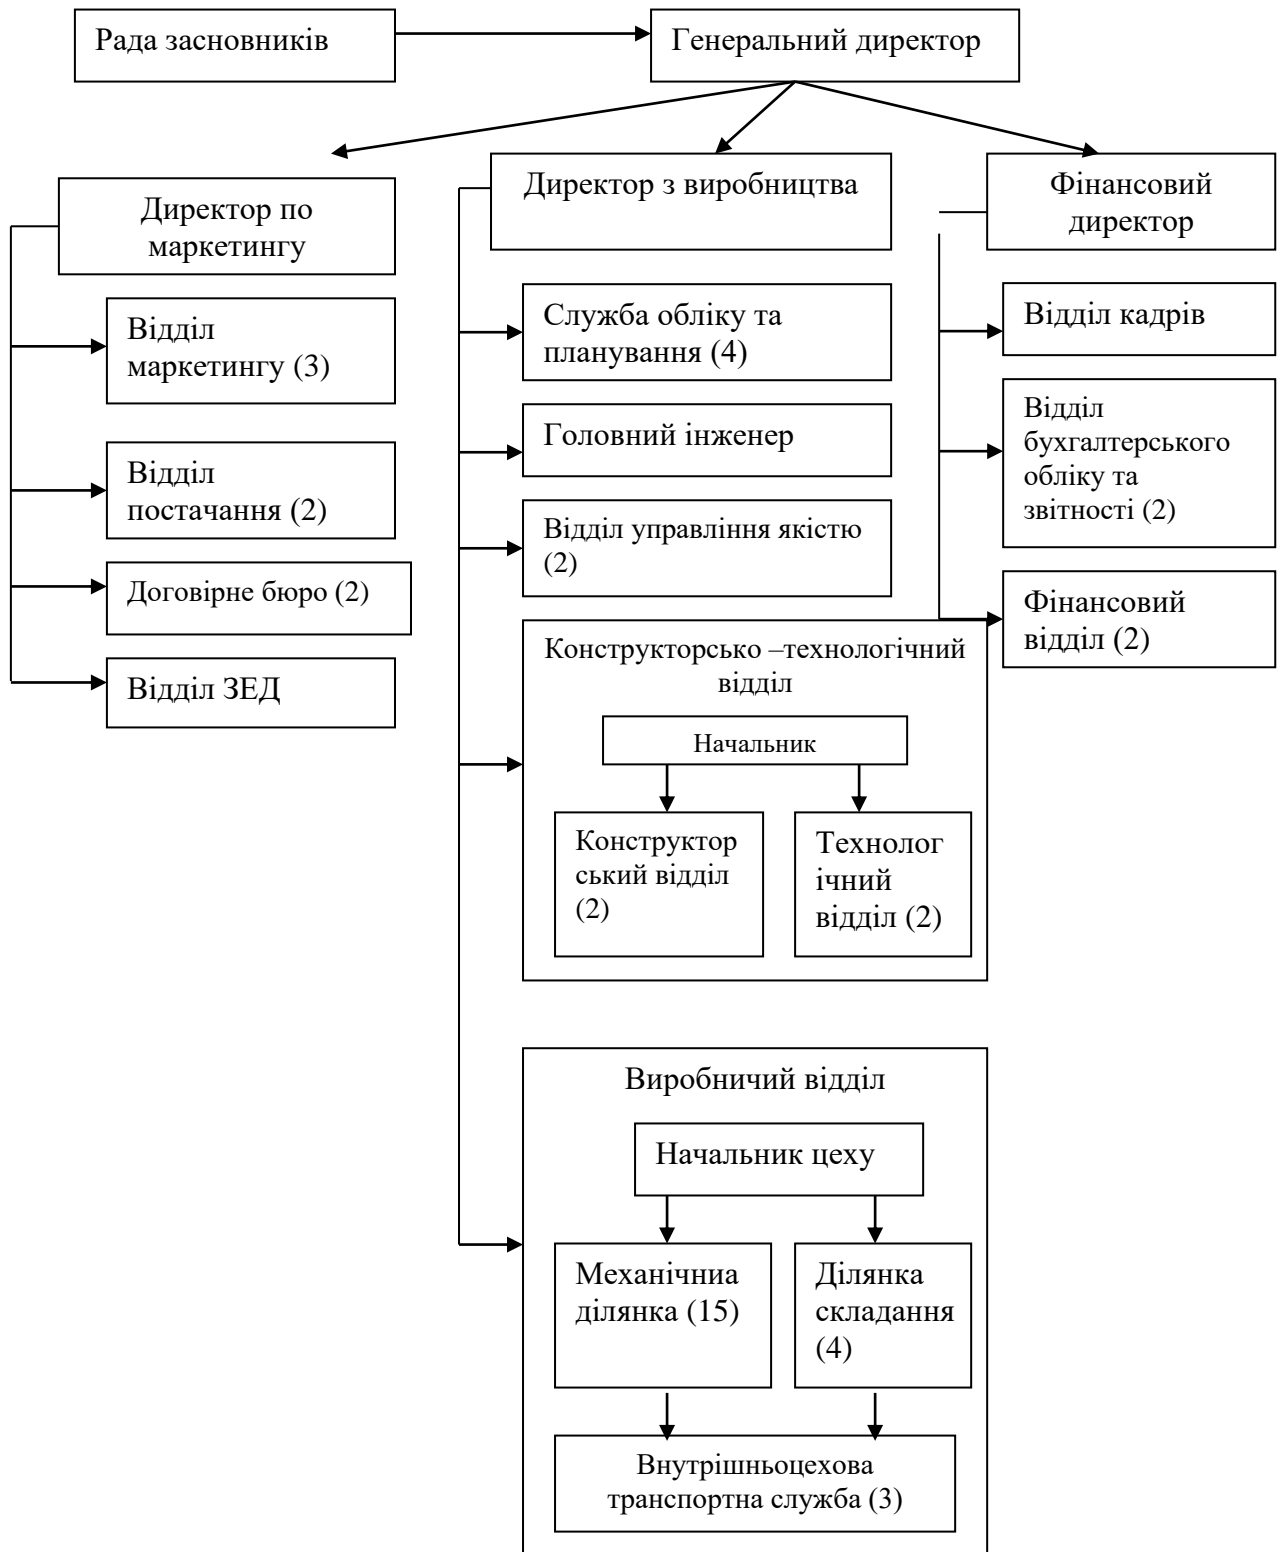 Рада засновників
Генеральний директор
Директор по
маркетингу
Директор з виробництва
Фінансовий
директор
Відділ
маркетингу (3)
Відділ
постачання (2)
Договірне бюро (2)
Відділ ЗЕД
Служба обліку та
планування (4)
Головний інженер
Відділ управління якістю
(2)
Конструкторсько –технологічний
відділ
Начальник
Конструктор
ський відділ
(2)
Технолог
ічний
відділ (2)
Виробничий відділ
Начальник цеху
Механічниа
ділянка (15)
Ділянка
складання
(4)
Внутрішньоцехова
транспортна служба (3)
Відділ кадрів
Відділ
бухгалтерського
обліку та
звітності (2)
Фінансовий
відділ (2)